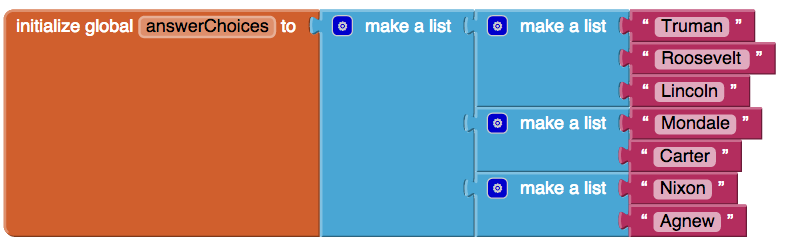 initialize global answerChoices to make a list make a list " Truman "
" Roosevelt "
" Lincoln "
make a list " Mondale "
" Carter "
make a list " Nixon "
" Agnew "